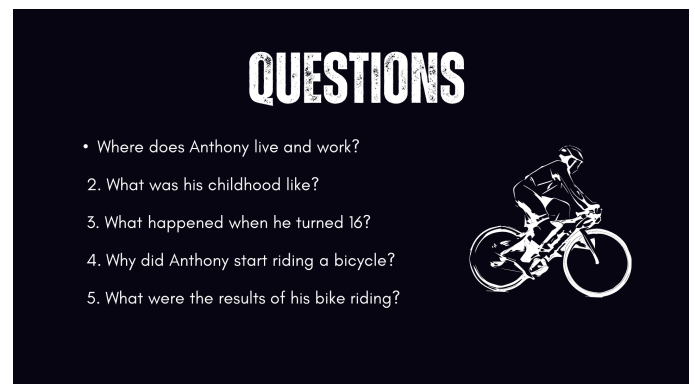 QUESTIONS
• Where does Anthony live and work?
2. What was his childhood like?
3. What happened when he turned 16?
4. Why did Anthony start riding a bicycle?
5. What were the results of his bike riding?